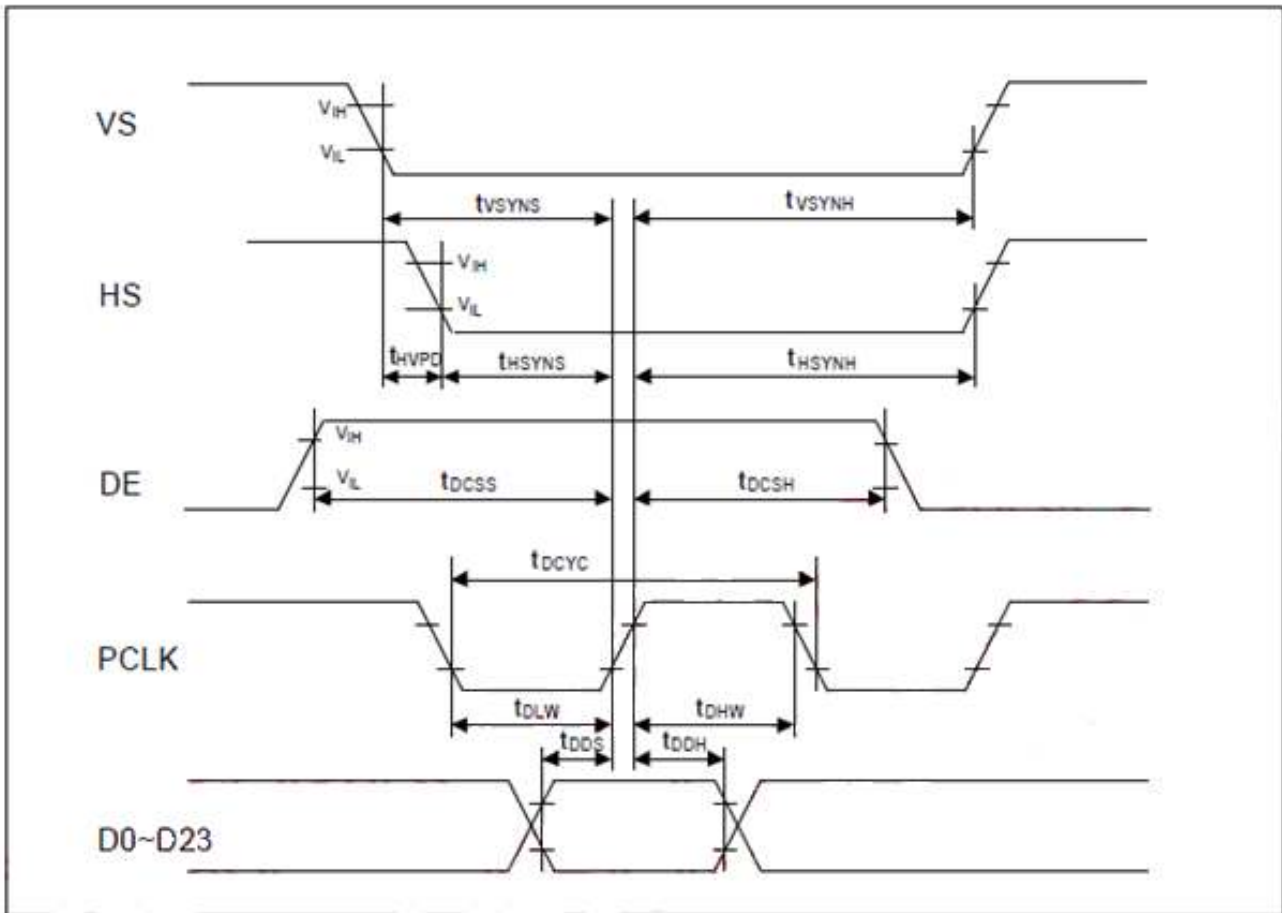 VS
VIH
VIL
tVSYNS
tVSYNH
HS
VIH
VIL
tHVPD
tHSYNS
tHSYNH
DE
VIH
VIL
tDCSS
tDCSH
tDCYC
PCLK
tDLW
tDHW
tDDS
tDDH
D0~D23